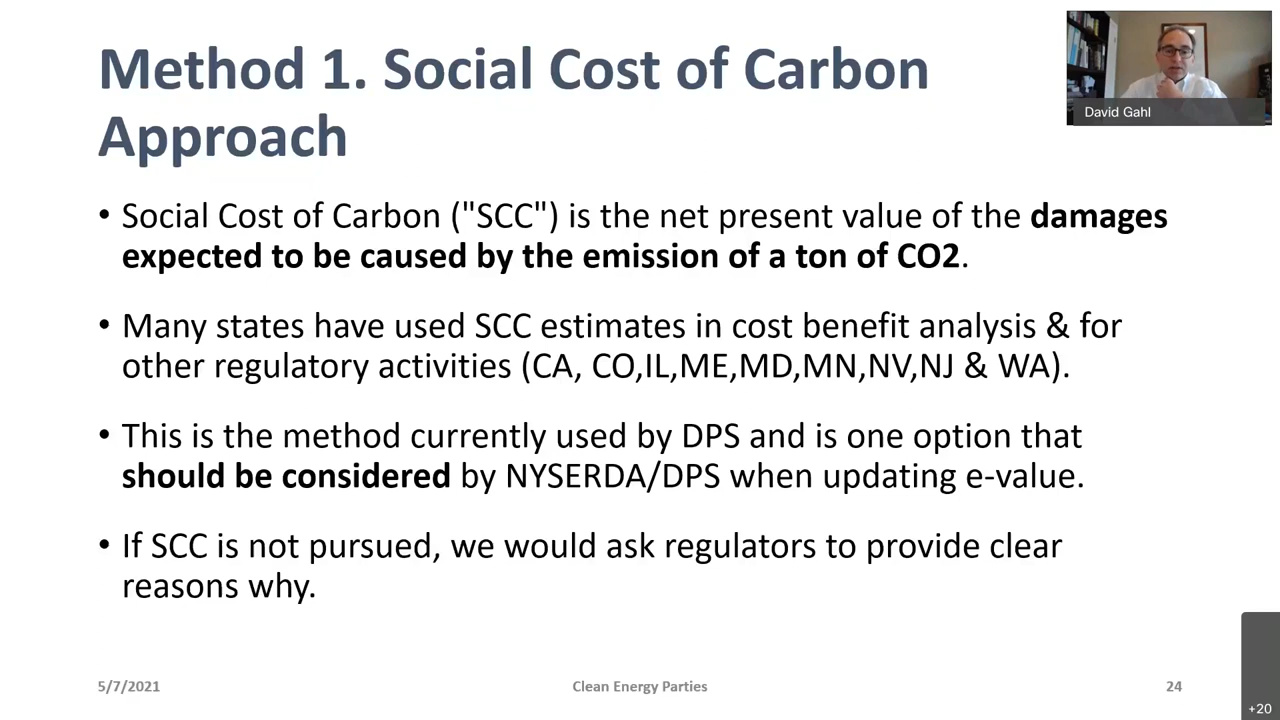 Method 1. Social Cost of Carbon
Approach
David Gahl
• Social Cost of Carbon ("SCC") is the net present value of the damages
expected to be caused by the emission of a ton of CO2.
• Many states have used SCC estimates in cost benefit analysis & for
other regulatory activities (CA, CO,IL,ME,MD,MN,NV,NJ & WA).
• This is the method currently used by DPS and is one option that
should be considered by NYSERDA/DPS when updating e-value.
• If SCC is not pursued, we would ask regulators to provide clear
reasons why.
5/7/2021
Clean Energy Parties
24
+20